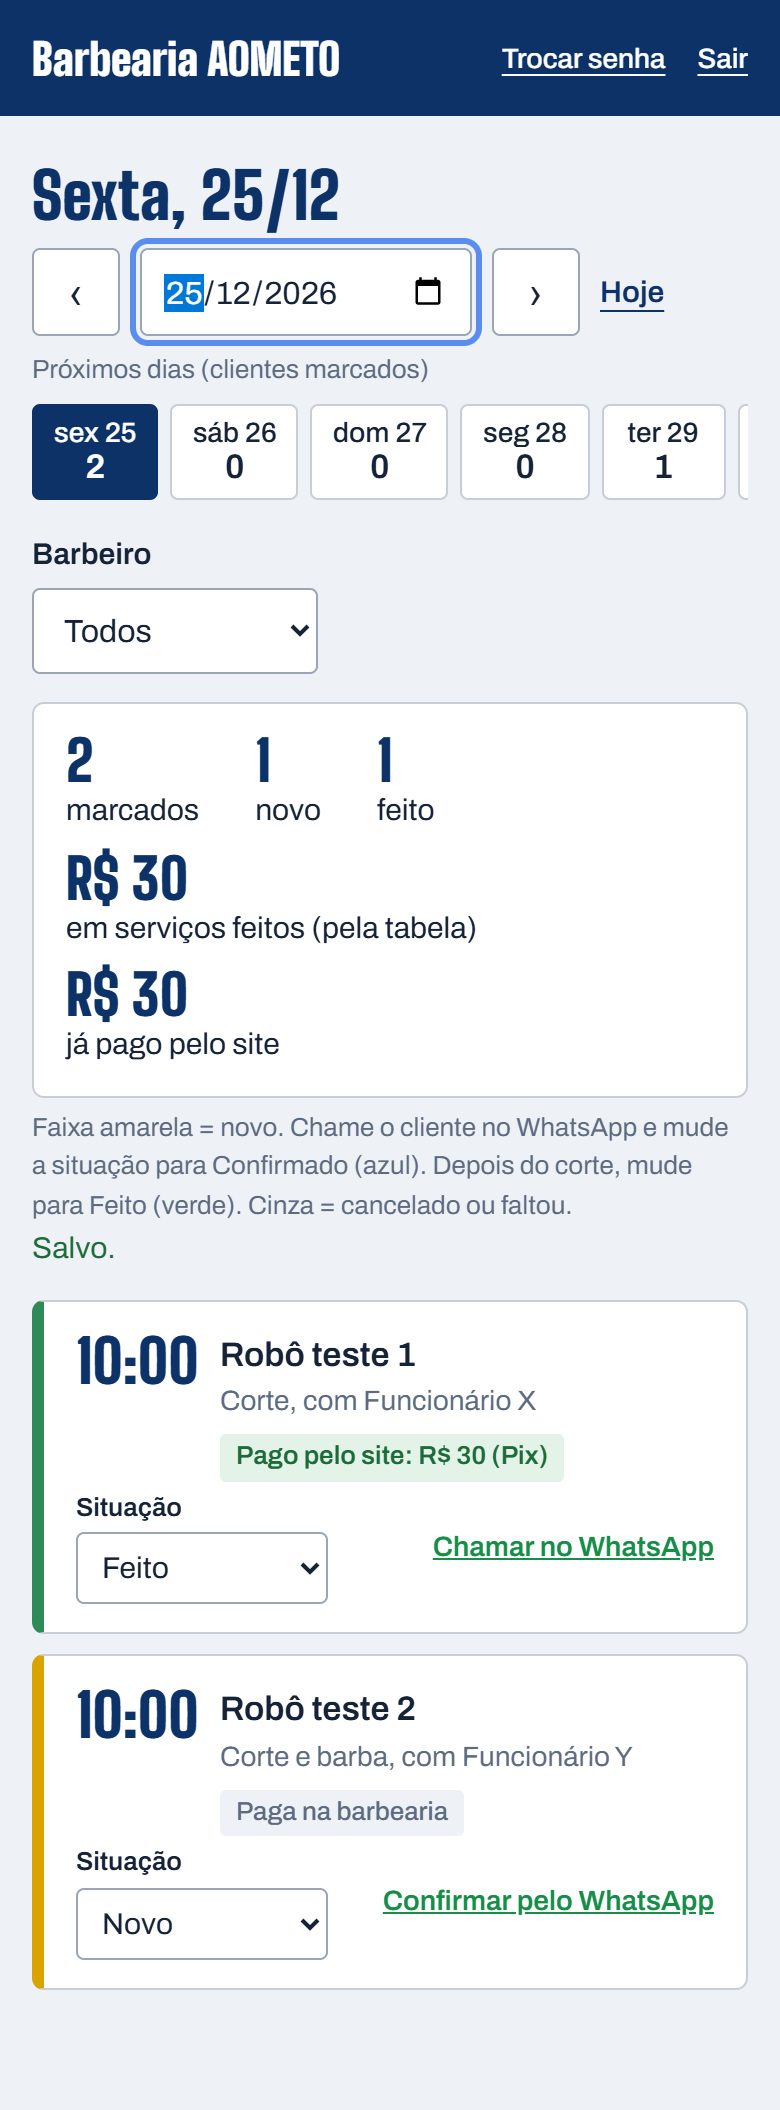 Barbearia AOMETO
Trocar senha
Sair
Sexta, 25/12
‹
25/12/2026
›
Hoje
Próximos dias (clientes marcados)
sex 25
2
sáb 26
0
dom 27
0
seg 28
0
ter 29
1
Barbeiro
Todos
2
marcados
1
novo
1
feito
R$ 30
em serviços feitos (pela tabela)
R$ 30
já pago pelo site
Faixa amarela = novo. Chame o cliente no WhatsApp e mude
a situação para Confirmado (azul). Depois do corte, mude
para Feito (verde). Cinza = cancelado ou faltou.
Salvo.
10:00
Robô teste 1
Corte, com Funcionário X
Pago pelo site: R$ 30 (Pix)
Situação
Feito
Chamar no WhatsApp
10:00
Robô teste 2
Corte e barba, com Funcionário Y
Paga na barbearia
Situação
Novo
Confirmar pelo WhatsApp